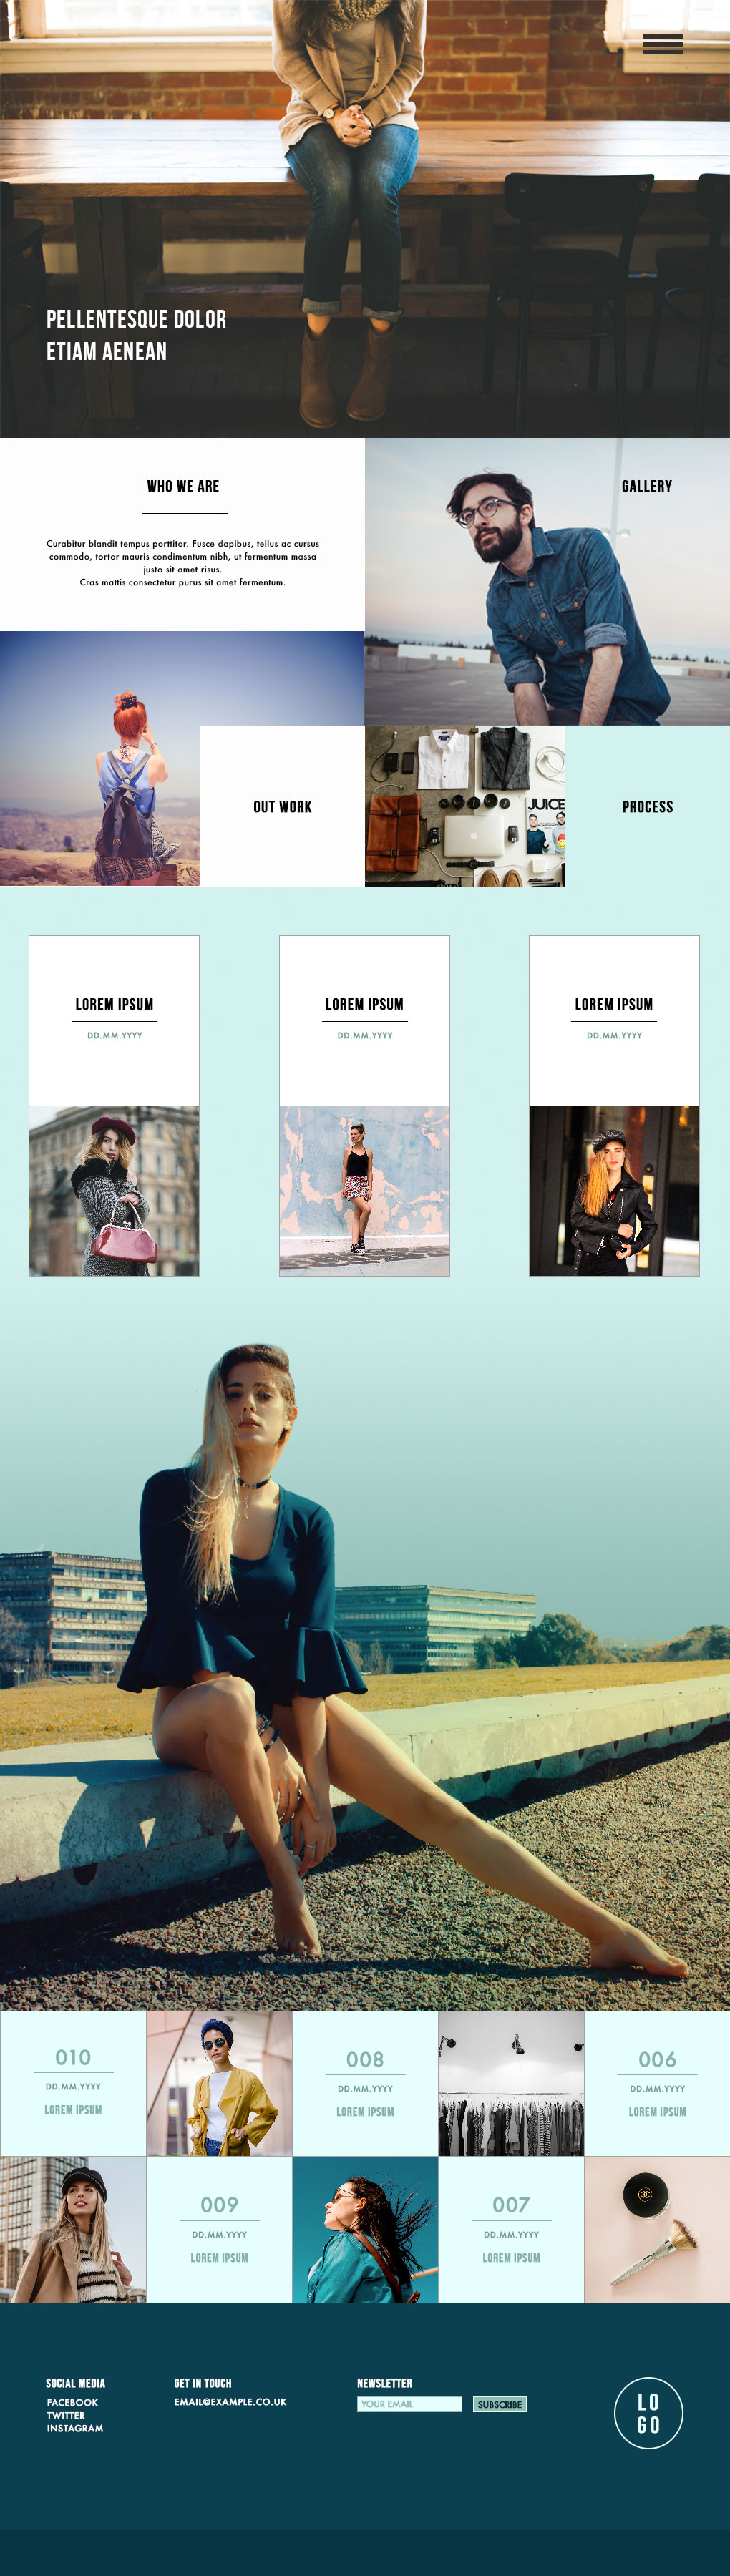 PELLENTESQUE DOLOR
ETIAM AENEAN
WHO WE ARE
Curabitur blandit tempus porttitor. Fusce dapibus, tellus ac cursus
commodo, tortor mauris condimentum nibh, ut fermentum massa
justo sit amet risus.
Cras mattis consectetur purus sit amet fermentum.
GALLERY
OUT WORK
JUICE
PROCESS
LOREM IPSUM
DD.MM.YYYY
LOREM IPSUM
DD.MM.YYYY
LOREM IPSUM
DD.MM.YYYY
010
DD.MM.YYYY
LOREM IPSUM
008
DD.MM.YYYY
LOREM IPSUM
006
DD.MM.YYYY
LOREM IPSUM
009
DD.MM.YYYY
LOREM IPSUM
007
DD.MM.YYYY
LOREM IPSUM
SOCIAL MEDIA
FACEBOOK
TWITTER
INSTAGRAM
GET IN TOUCH
EMAIL@EXAMPLE.CO.UK
NEWSLETTER
YOUR EMAIL
SUBSCRIBE
LO
GO